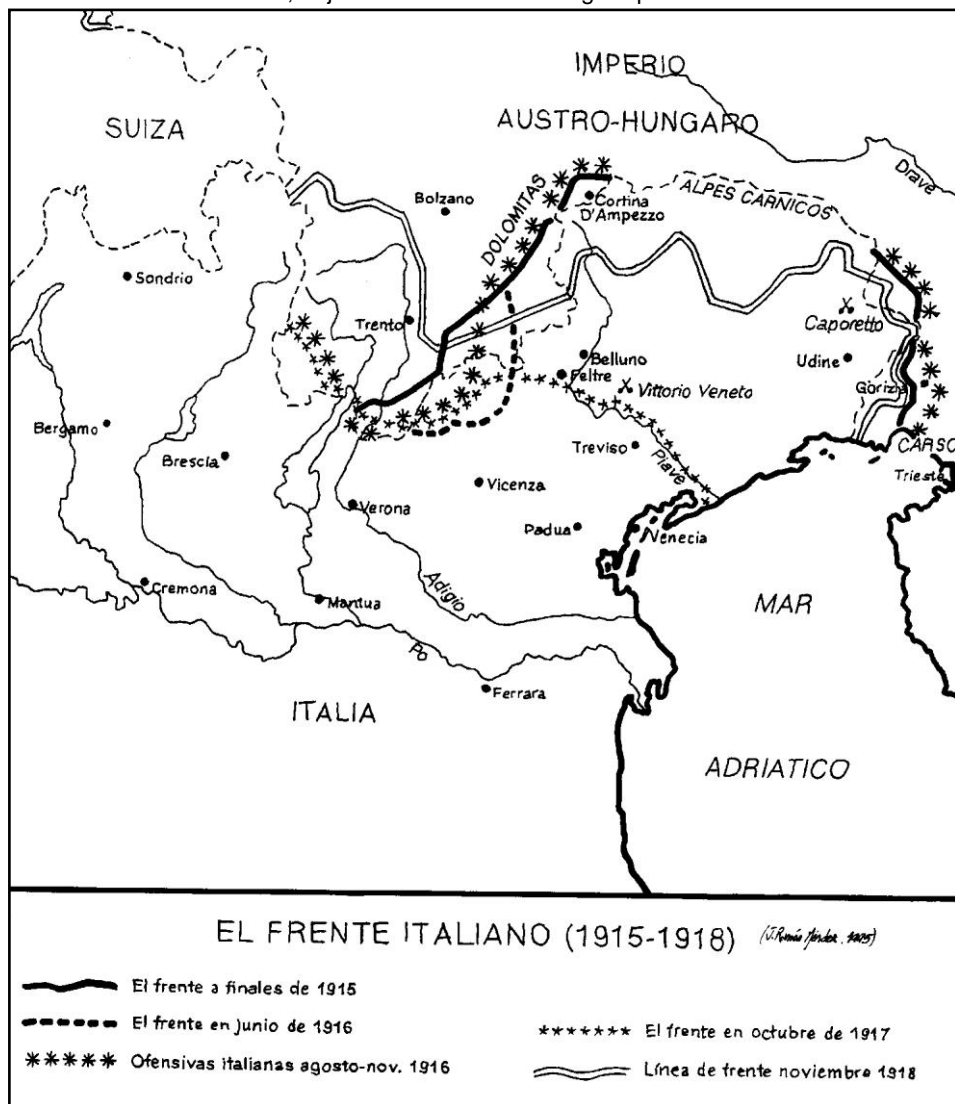 IMPERIO
AUSTRO-HUNGARO
SUIZA
Drave
DOLOMITAS
Bolzano
Cortina
D'Ampezzo
ALPES CARNICOS
Sondrio
Trento
Caporetto
Belluno
Feltre
Udine
Vittorio Veneto
Gorizia
Bergamo
Brescia
Treviso
Piave
CARSO
Trieste
Vicenza
Verona
Padua
Venecia
Cremona
Mantua
Adigio
MAR
Po
Ferrara
ITALIA
ADRIATICO
EL FRENTE ITALIANO (1915-1918)
El frente a finales de 1915
El frente en junio de 1916
El frente en octubre de 1917
Ofensivas italianas agosto-nov. 1916
Línea de frente noviembre 1918